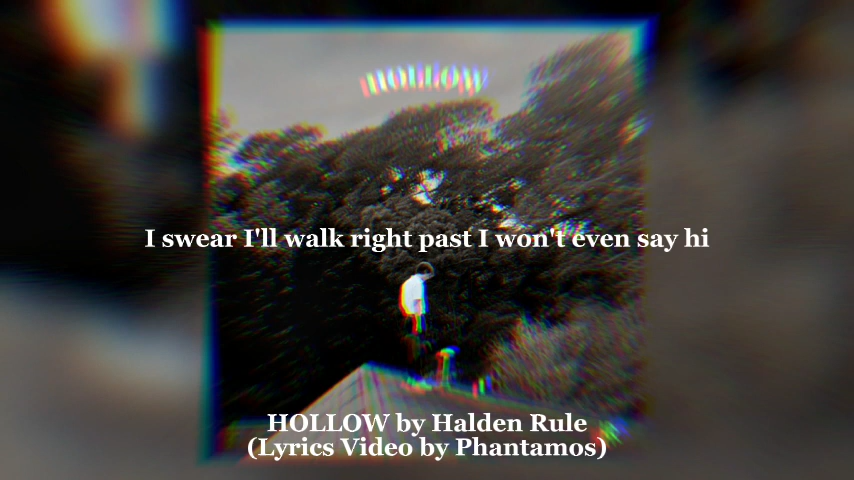 HOLLOW
I swear I'll walk right past I won't even say hi
HOLLOW by Halden Rule
(Lyrics Video by Phantamos)